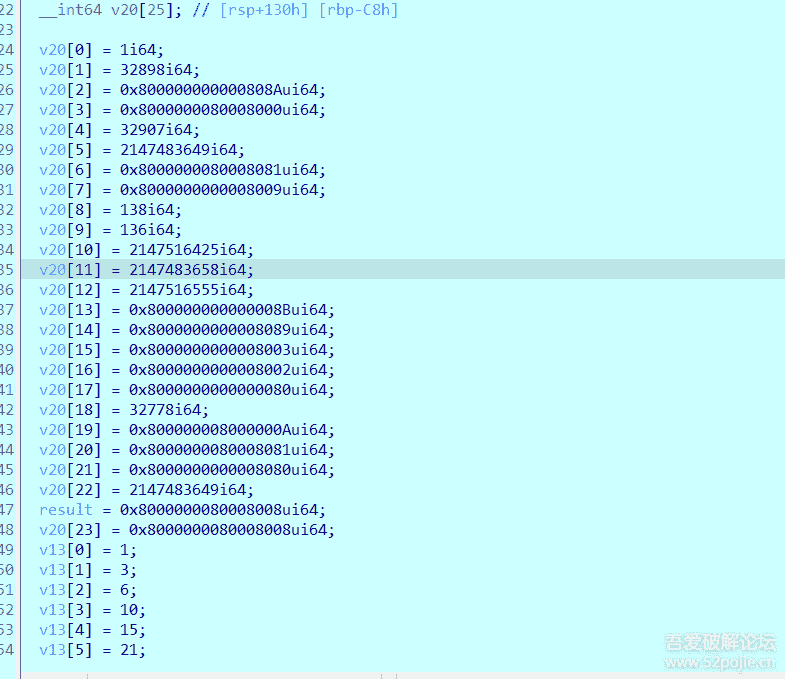 22 __int64 v20[25]; // [rsp+130h] [rbp-C8h]
23
24 v20[0] = 1i64;
25 v20[1] = 32898i64;
26 v20[2] = 0x800000000000808Aui64;
27 v20[3] = 0x8000000080008000ui64;
28 v20[4] = 32907i64;
29 v20[5] = 2147483649i64;
30 v20[6] = 0x8000000080008081ui64;
31 v20[7] = 0x8000000000008009ui64;
32 v20[8] = 138i64;
33 v20[9] = 136i64;
34 v20[10] = 2147516425i64;
35 v20[11] = 2147483658i64;
36 v20[12] = 2147516555i64;
37 v20[13] = 0x800000000000008Bui64;
38 v20[14] = 0x8000000000008089ui64;
39 v20[15] = 0x8000000000008003ui64;
40 v20[16] = 0x8000000000008002ui64;
41 v20[17] = 0x8000000000000080ui64;
42 v20[18] = 32778i64;
43 v20[19] = 0x800000008000000Aui64;
44 v20[20] = 0x8000000080008081ui64;
45 v20[21] = 0x8000000000008080ui64;
46 v20[22] = 2147483649i64;
47 result = 0x8000000080008008ui64;
48 v20[23] = 0x8000000080008008ui64;
49 v13[0] = 1;
50 v13[1] = 3;
51 v13[2] = 6;
52 v13[3] = 10;
53 v13[4] = 15;
54 v13[5] = 21;
吾爱破解论坛
www.52pojie.cn